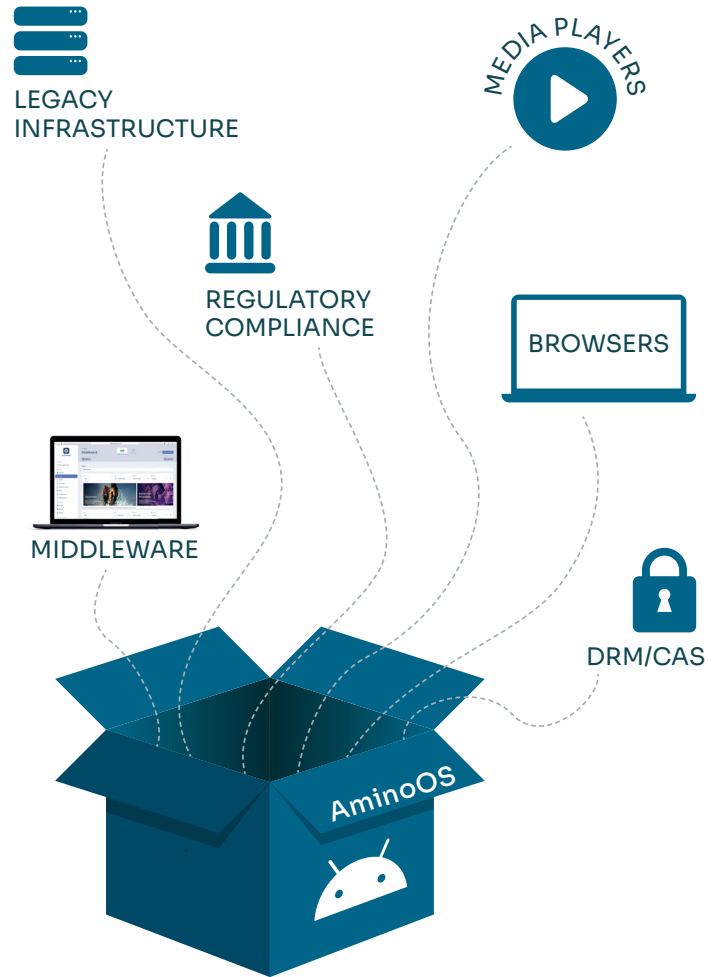 MEDIA PLAYERS
LEGACY
INFRASTRUCTURE
REGULATORY
COMPLIANCE
BROWSERS
MIDDLEWARE
DRM/CAS
AminoOS